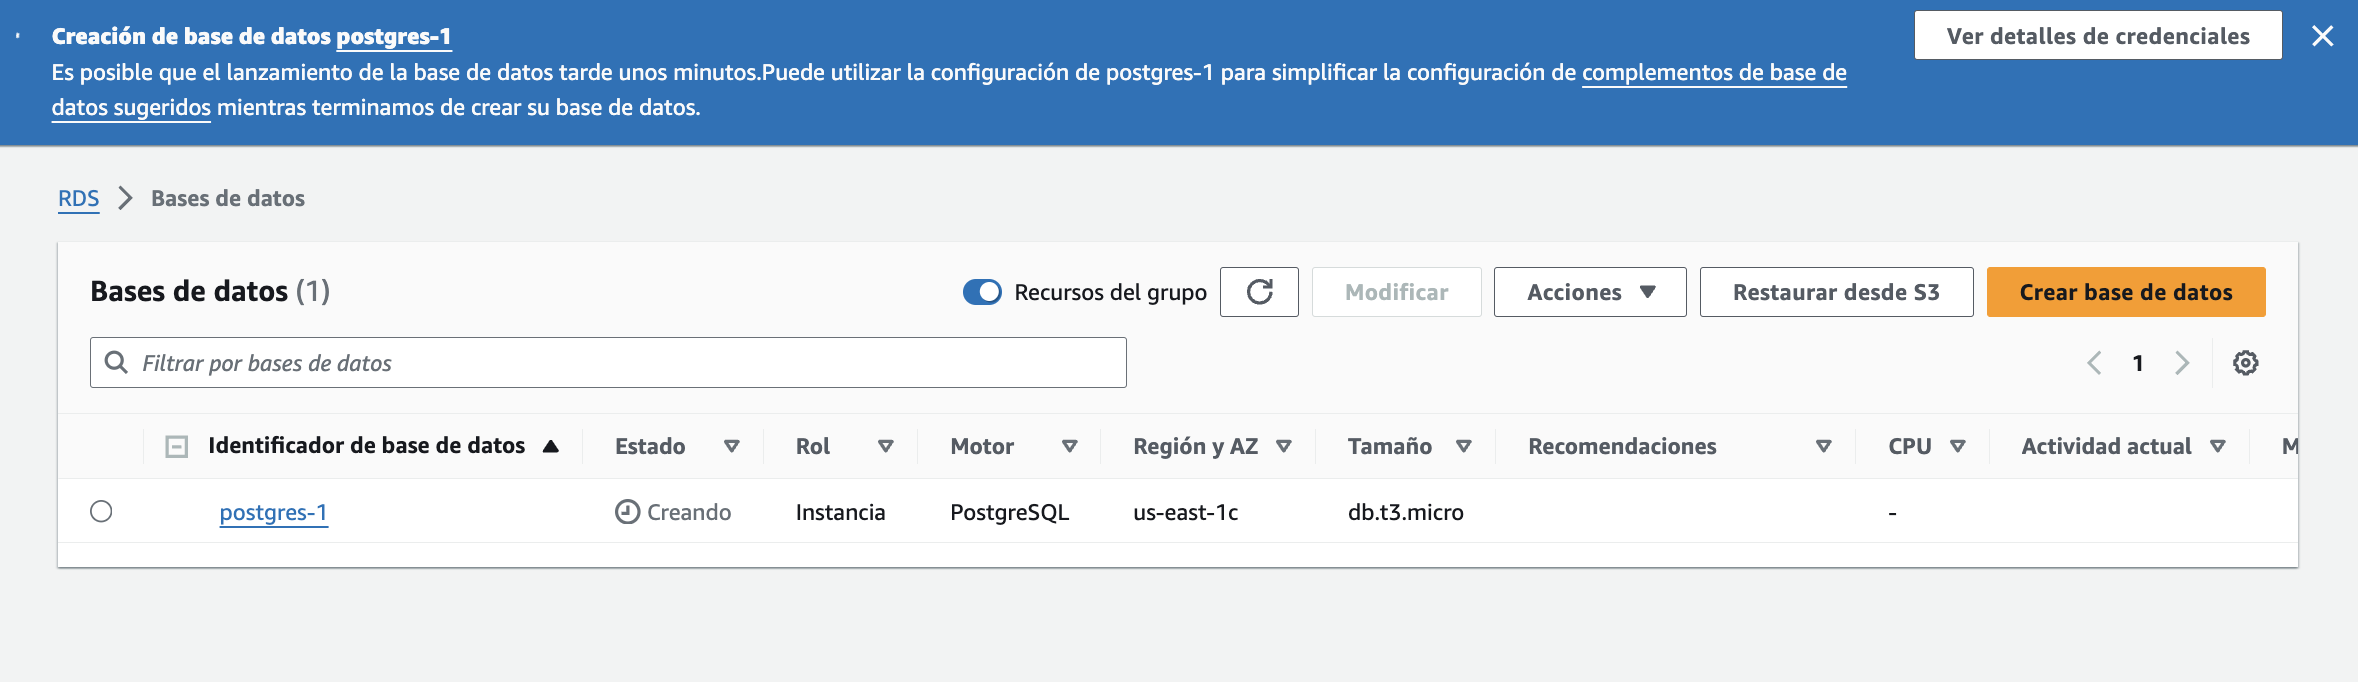 Creación de base de datos postgres-1
Ver detalles de credenciales
Es posible que el lanzamiento de la base de datos tarde unos minutos.Puede utilizar la configuración de postgres-1 para simplificar la configuración de complementos de base de
datos sugeridos mientras terminamos de crear su base de datos.
RDS Bases de datos
Bases de datos (1) Recursos del grupo Modificar Acciones Restaurar desde S3 Crear base de datos
Filtrar por bases de datos 1
Identificador de base de datos Estado Rol Motor Región y AZ Tamaño Recomendaciones CPU Actividad actual M
postgres-1 Creando Instancia PostgreSQL us-east-1c db.t3.micro -